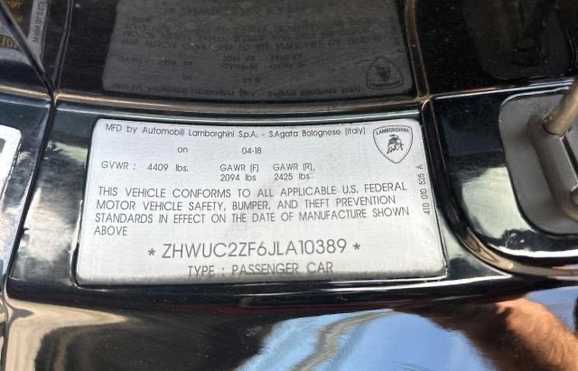 MFD by Automobili Lamborghini S.p.A. - S.Agata Bolognese (Italy)
on 04-18
GVWR : 4409 lbs. GAWR (F) GAWR (R),
2094 lbs 2425 lbs.
THIS VEHICLE CONFORMS TO ALL APPLICABLE U.S. FEDERAL
MOTOR VEHICLE SAFETY, BUMPER, AND THEFT PREVENTION
STANDARDS IN EFFECT ON THE DATE OF MANUFACTURE SHOWN
ABOVE
* ZHWUC2ZF6JLA10389 *
TYPE : PASSENGER CAR
LAMBORGHINI
410 010 525 A